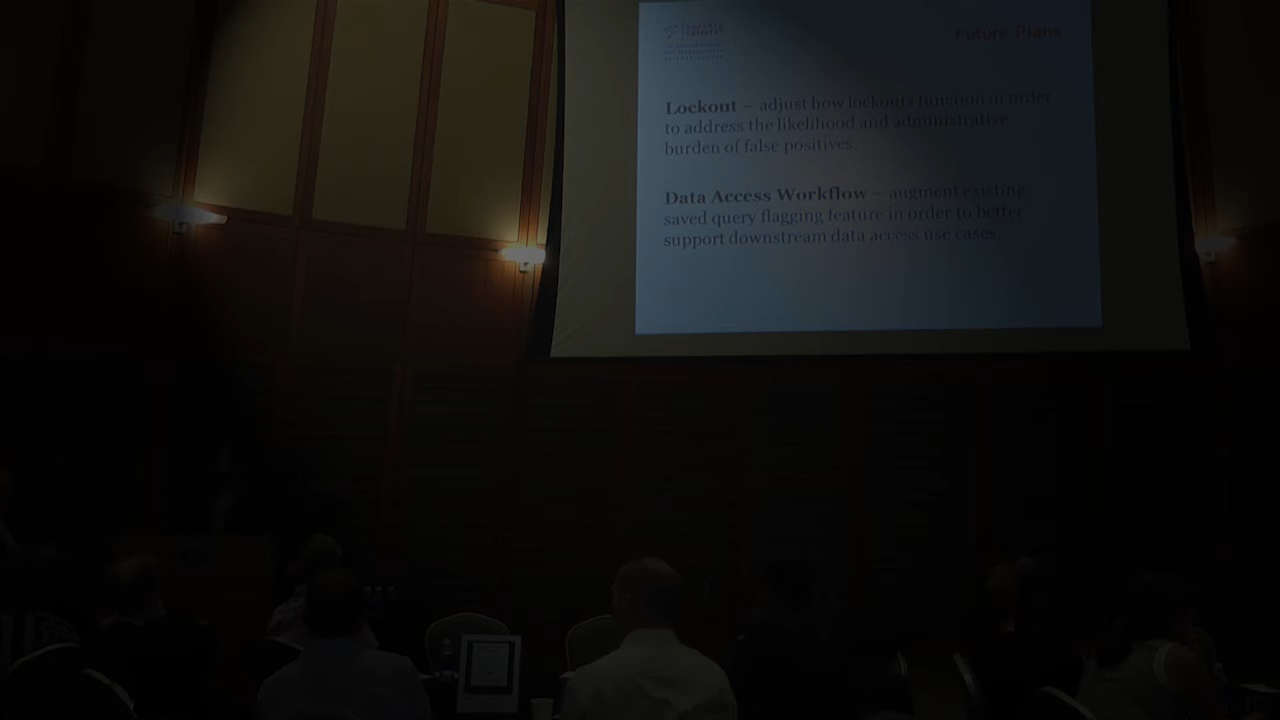 Future Plans
Lockout – adjust how lockouts function in order
to address the likelihood and administrative
burden of false positives.
Data Access Workflow – augment existing
saved query flagging feature in order to better
support downstream data access use cases.